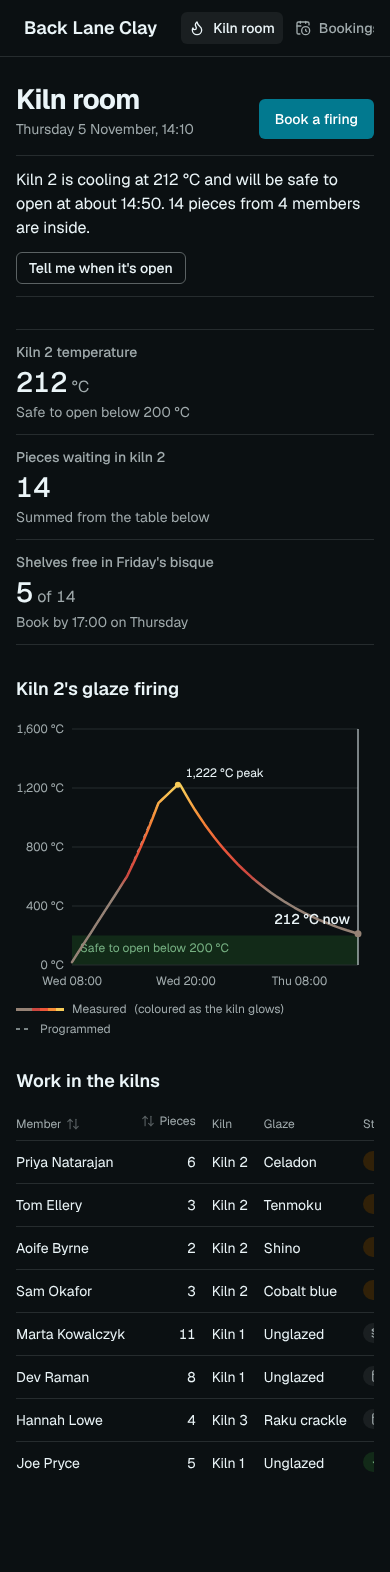 Back Lane Clay
Kiln room
Bookings
Kiln room
Thursday 5 November, 14:10
Book a firing
Kiln 2 is cooling at 212 °C and will be safe to
open at about 14:50. 14 pieces from 4 members
are inside.
Tell me when it's open
Kiln 2 temperature
212 °C
Safe to open below 200 °C
Pieces waiting in kiln 2
14
Summed from the table below
Shelves free in Friday's bisque
5 of 14
Book by 17:00 on Thursday
Kiln 2's glaze firing
1,600 °C
1,222 °C peak
1,200 °C
800 °C
400 °C
212 °C now
Safe to open below 200 °C
0 °C
Wed 08:00 Wed 20:00 Thu 08:00
Measured (coloured as the kiln glows)
Programmed
Work in the kilns
Member Pieces Kiln Glaze St
Priya Natarajan 6 Kiln 2 Celadon
Tom Ellery 3 Kiln 2 Tenmoku
Aoife Byrne 2 Kiln 2 Shino
Sam Okafor 3 Kiln 2 Cobalt blue
Marta Kowalczyk 11 Kiln 1 Unglazed
Dev Raman 8 Kiln 1 Unglazed
Hannah Lowe 4 Kiln 3 Raku crackle
Joe Pryce 5 Kiln 1 Unglazed